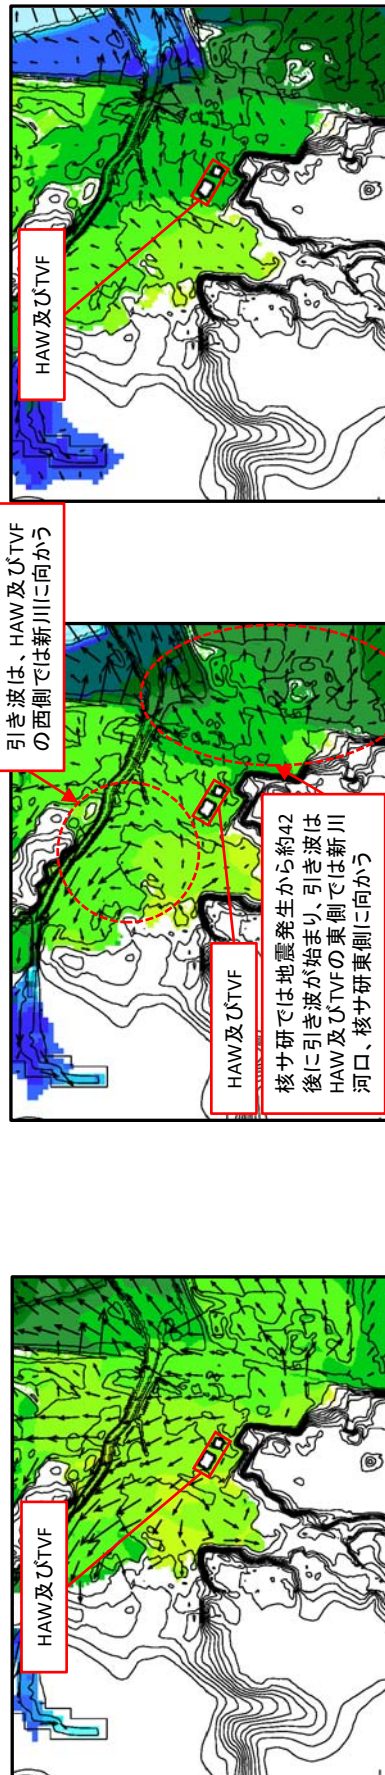 HAW及びTVF
引き波は、HAW及びTVF
の西側では新川に向かう
HAW及びTVF
核サ研では地震発生から約42
後に引き波が始まり、引き波は
HAW及びTVFの東側では新川
河口、核サ研東側に向かう
HAW及びTVF